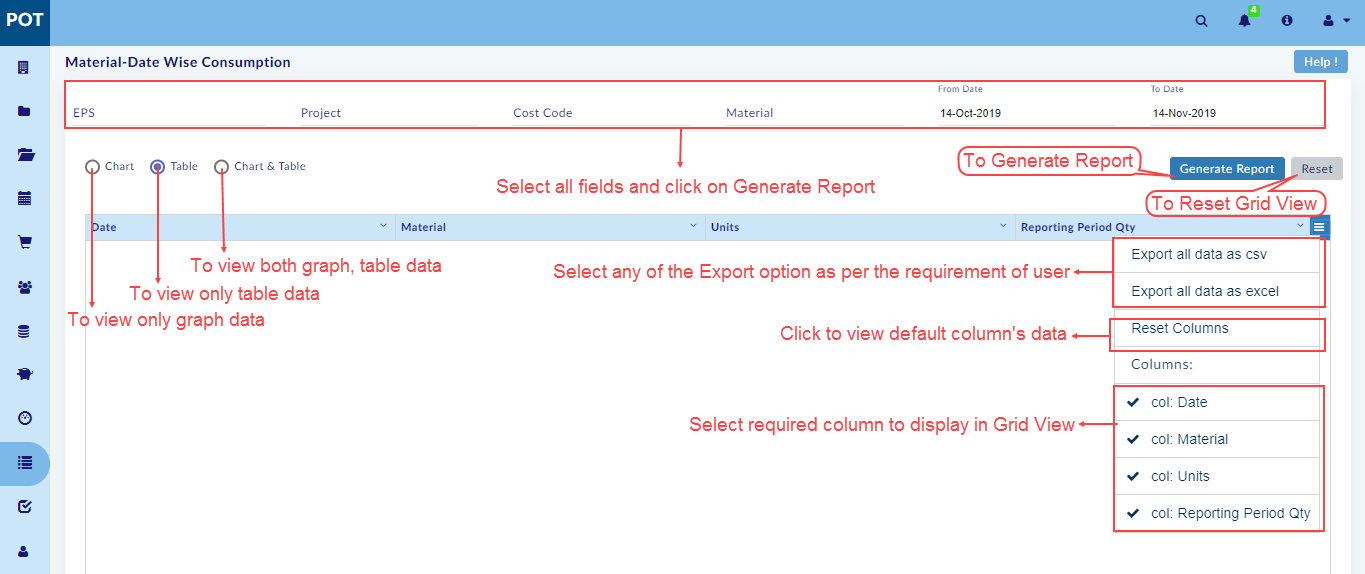 POT
4
Material-Date Wise Consumption
Help !
From Date
To Date
EPS
Project
Cost Code
Material
14-Oct-2019
14-Nov-2019
Chart
Table
Chart & Table
Select all fields and click on Generate Report
To Generate Report
Generate Report
Reset
To Reset Grid View
Date
Material
Units
Reporting Period Qty
To view both graph, table data
To view only table data
To view only graph data
Select any of the Export option as per the requirement of user
Export all data as csv
Export all data as excel
Click to view default column's data
Reset Columns
Columns:
Select required column to display in Grid View
col: Date
col: Material
col: Units
col: Reporting Period Qty